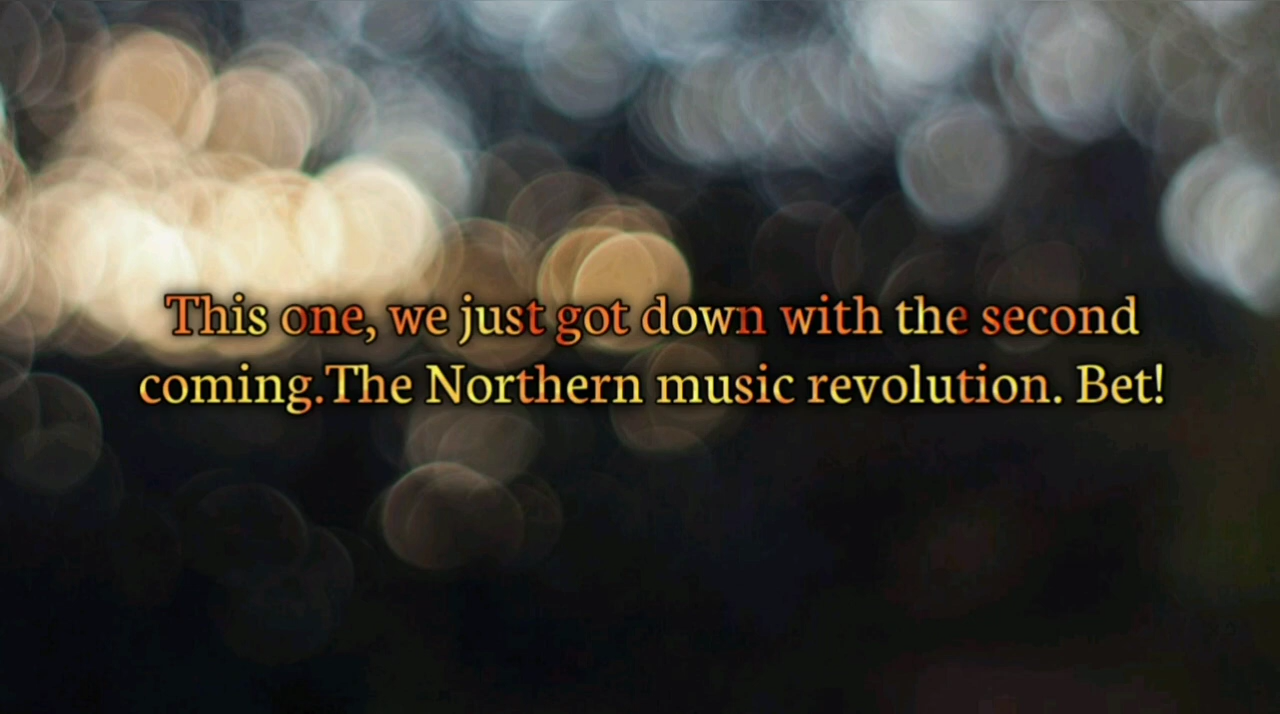 This one, we just got down with the second
coming.The Northern music revolution. Bet!